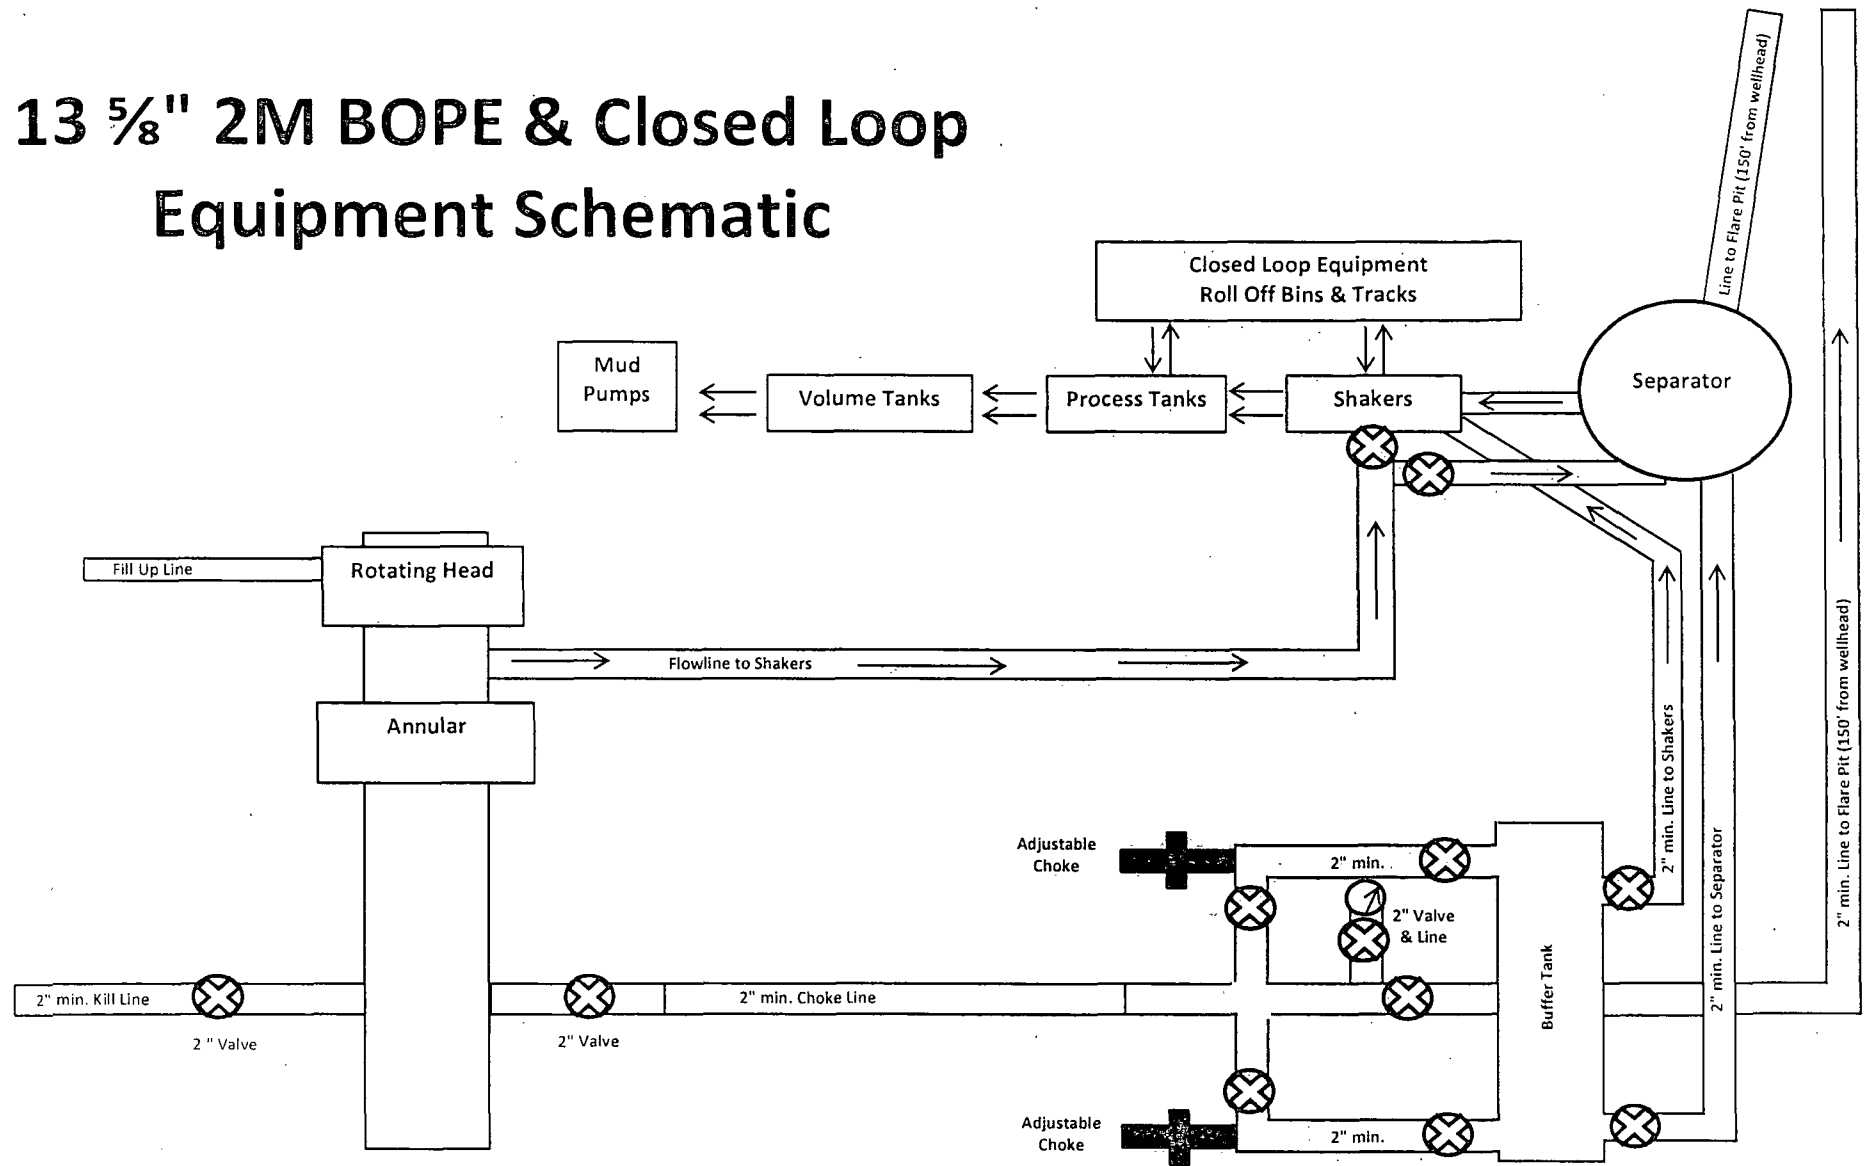 13 ⅝" 2M BOPE & Closed Loop
Equipment Schematic
Closed Loop Equipment
Roll Off Bins & Tracks
Mud
Pumps
Volume Tanks
Process Tanks
Shakers
Separator
Line to Flare Pit (150' from wellhead)
Fill Up Line
Rotating Head
Flowline to Shakers
Annular
2" min. Line to Shakers
2" min. Line to Separator
2" min. Line to Flare Pit (150' from wellhead)
Adjustable
Choke
2" min.
2" Valve
& Line
Buffer Tank
2" min. Kill Line
2" min. Choke Line
2 " Valve
2" Valve
Adjustable
Choke
2" min.